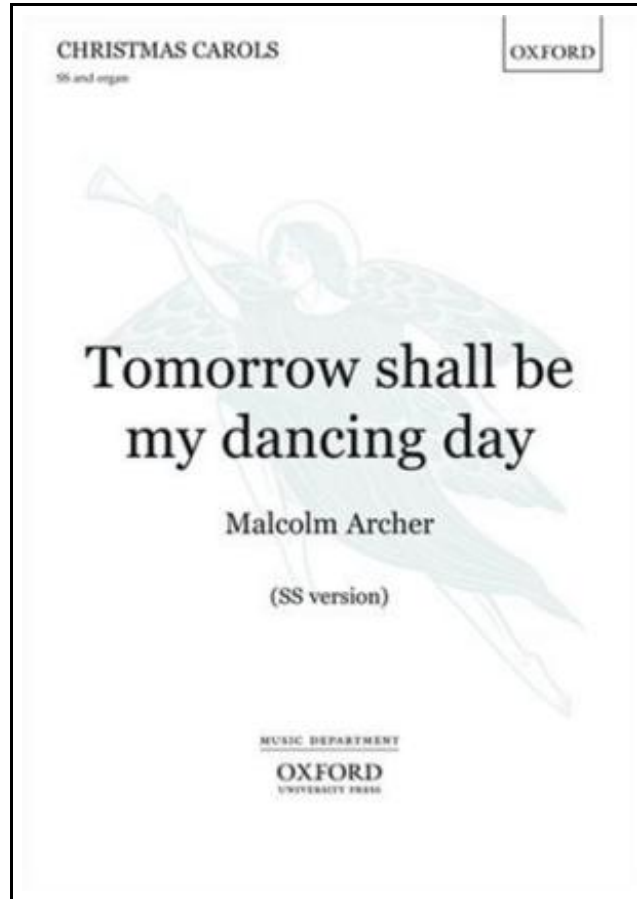 CHRISTMAS CAROLS
OXFORD
SS and organ
Tomorrow shall be
my dancing day
Malcolm Archer
(SS version)
MUSIC DEPARTMENT
OXFORD
UNIVERSITY PRESS